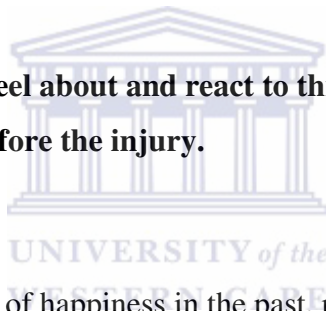 eel about and react to th
fore the injury.
UNIVERSITY of the
WESTERN CAPE
of happiness in the past, r